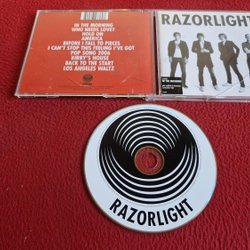 IN THE MORNING
WHO NEEDS LOVE?
HOLD ON
AMERICA
BEFORE I FALL TO PIECES
I CAN'T STOP THIS FEELING I'VE GOT
POP SONG 2006
KIRBY'S HOUSE
BACK TO THE START
LOS ANGELES WALTZ
RAZORLIGHT
RAZORLIGHT